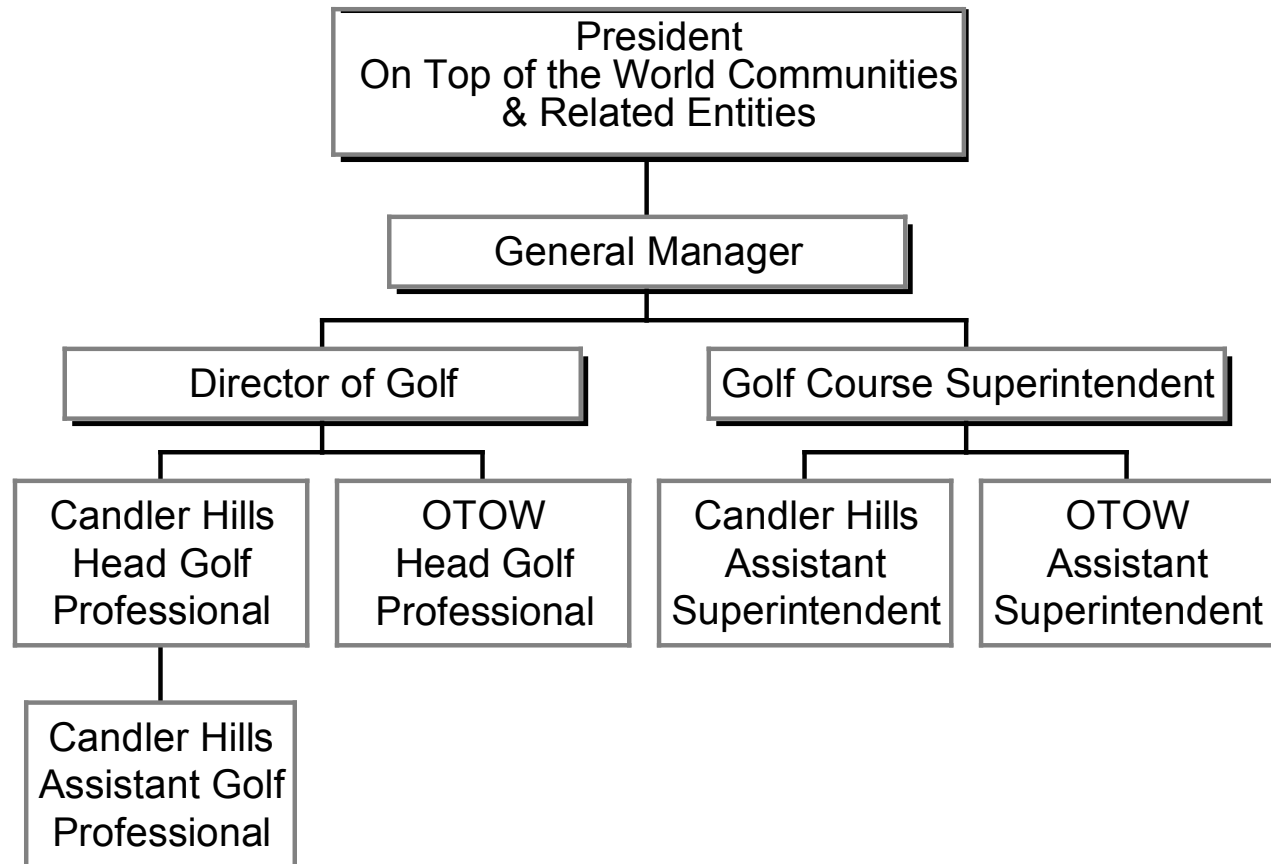 President
On Top of the World Communities
& Related Entities
General Manager
Director of Golf
Golf Course Superintendent
Candler Hills
Head Golf
Professional
OTOW
Head Golf
Professional
Candler Hills
Assistant
Superintendent
OTOW
Assistant
Superintendent
Candler Hills
Assistant Golf
Professional